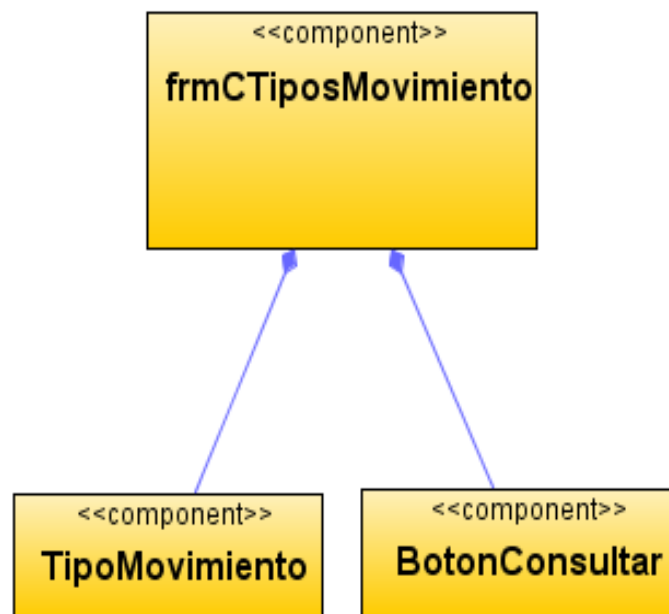 <<component>>
frmCTiposMovimiento
<<component>>
TipoMovimiento
<<component>>
BotonConsultar